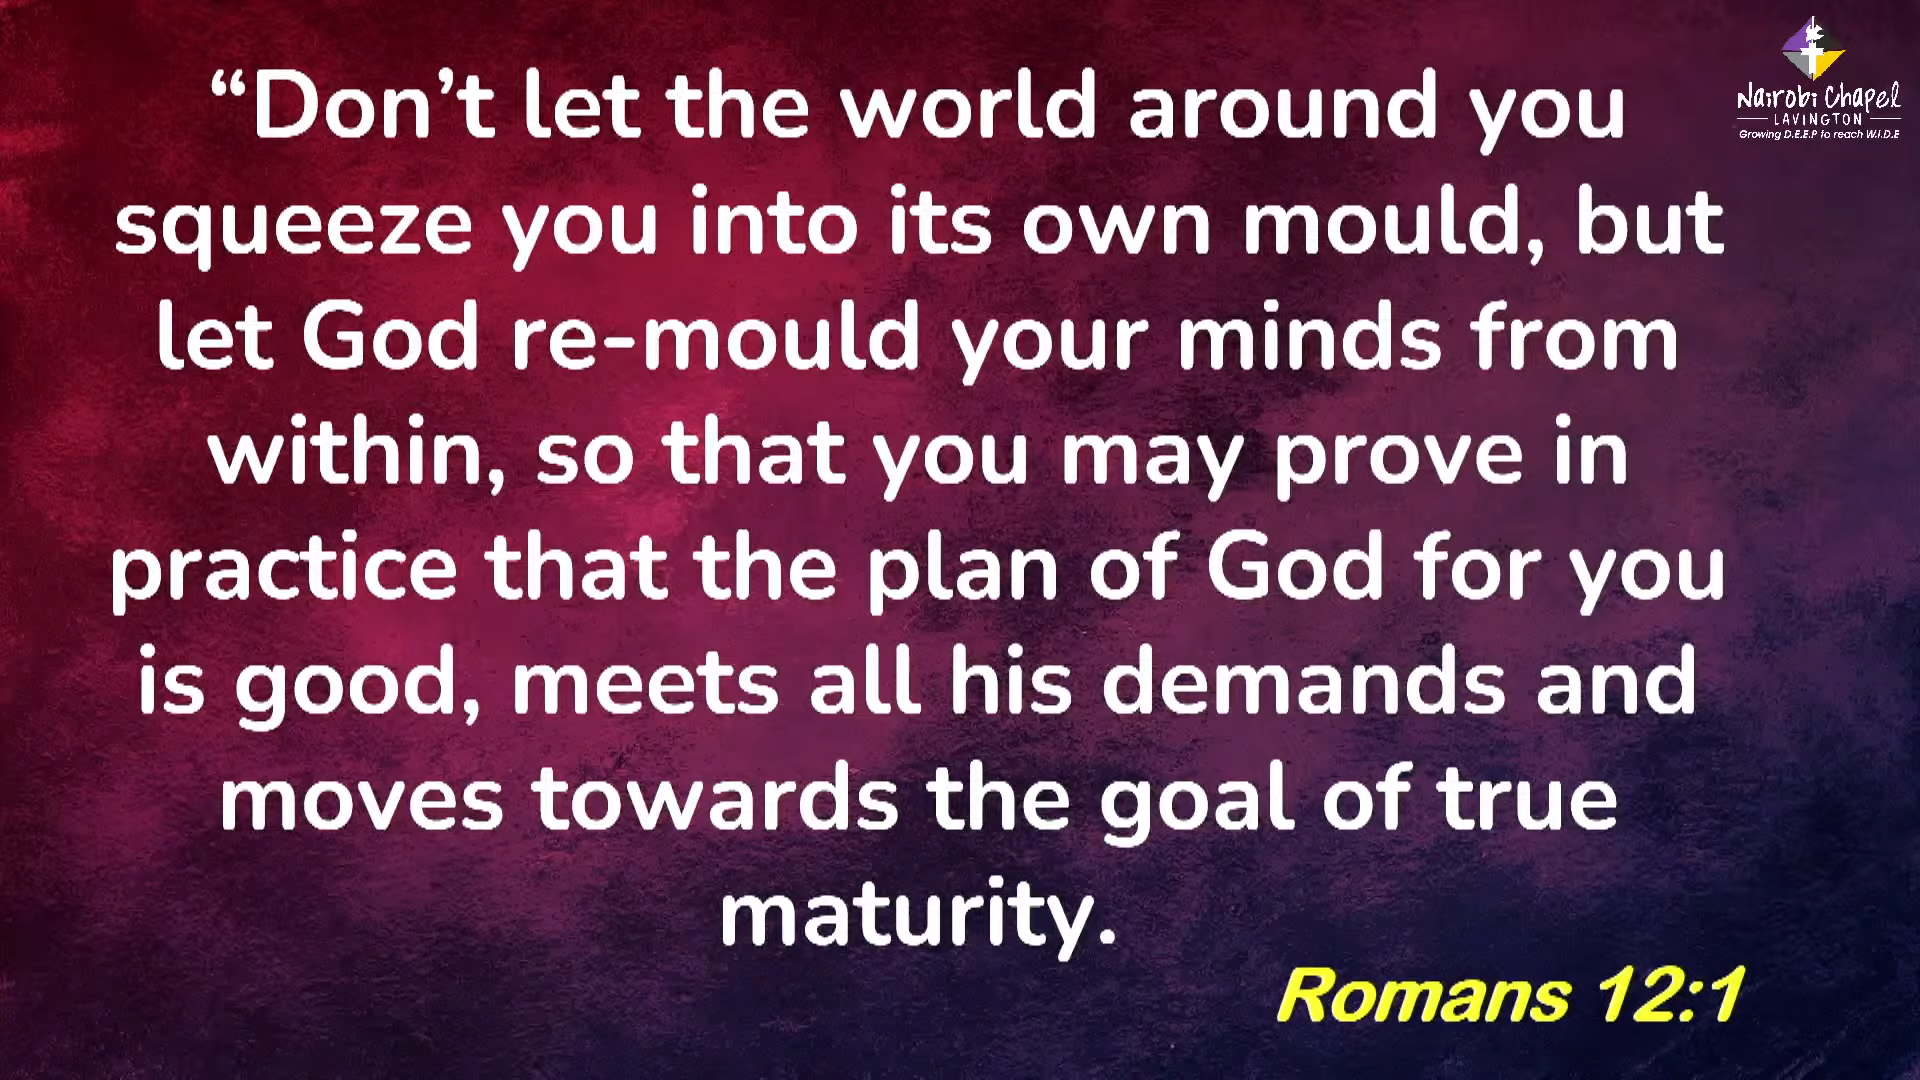 Nairobi Chapel
LAVINGTON
Growing D.E.E.P to reach W.I.D.E
“Don’t let the world around you
squeeze you into its own mould, but
let God re-mould your minds from
within, so that you may prove in
practice that the plan of God for you
is good, meets all his demands and
moves towards the goal of true
maturity.
Romans 12:1